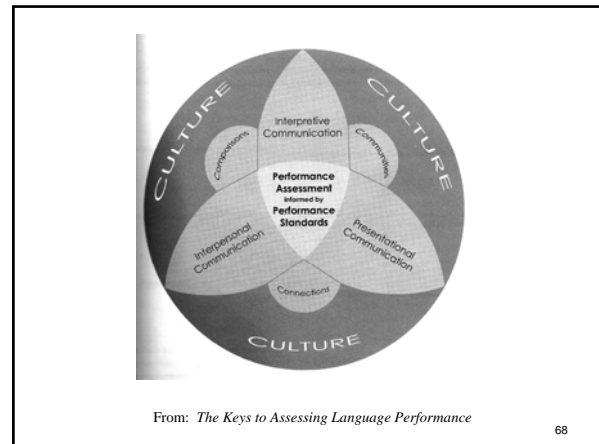 CULTURE
CULTURE
Interpretive
Communication
Comparisons
Communities
Performance
Assessment
informed by
Performance
Standards
Interpersonal
Communication
Presentational
Communication
Connections
CULTURE
From: The Keys to Assessing Language Performance
68